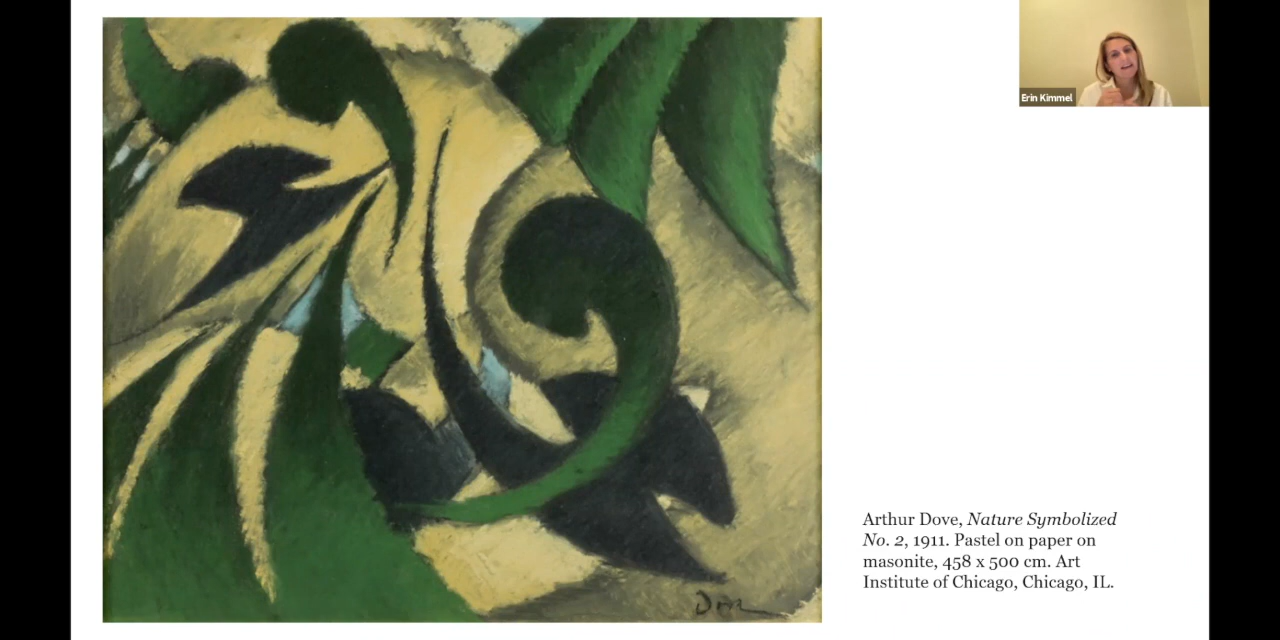 Erin Kimmel
Arthur Dove, Nature Symbolized
No. 2, 1911. Pastel on paper on
masonite, 458 x 500 cm. Art
Institute of Chicago, Chicago, IL.
Dove